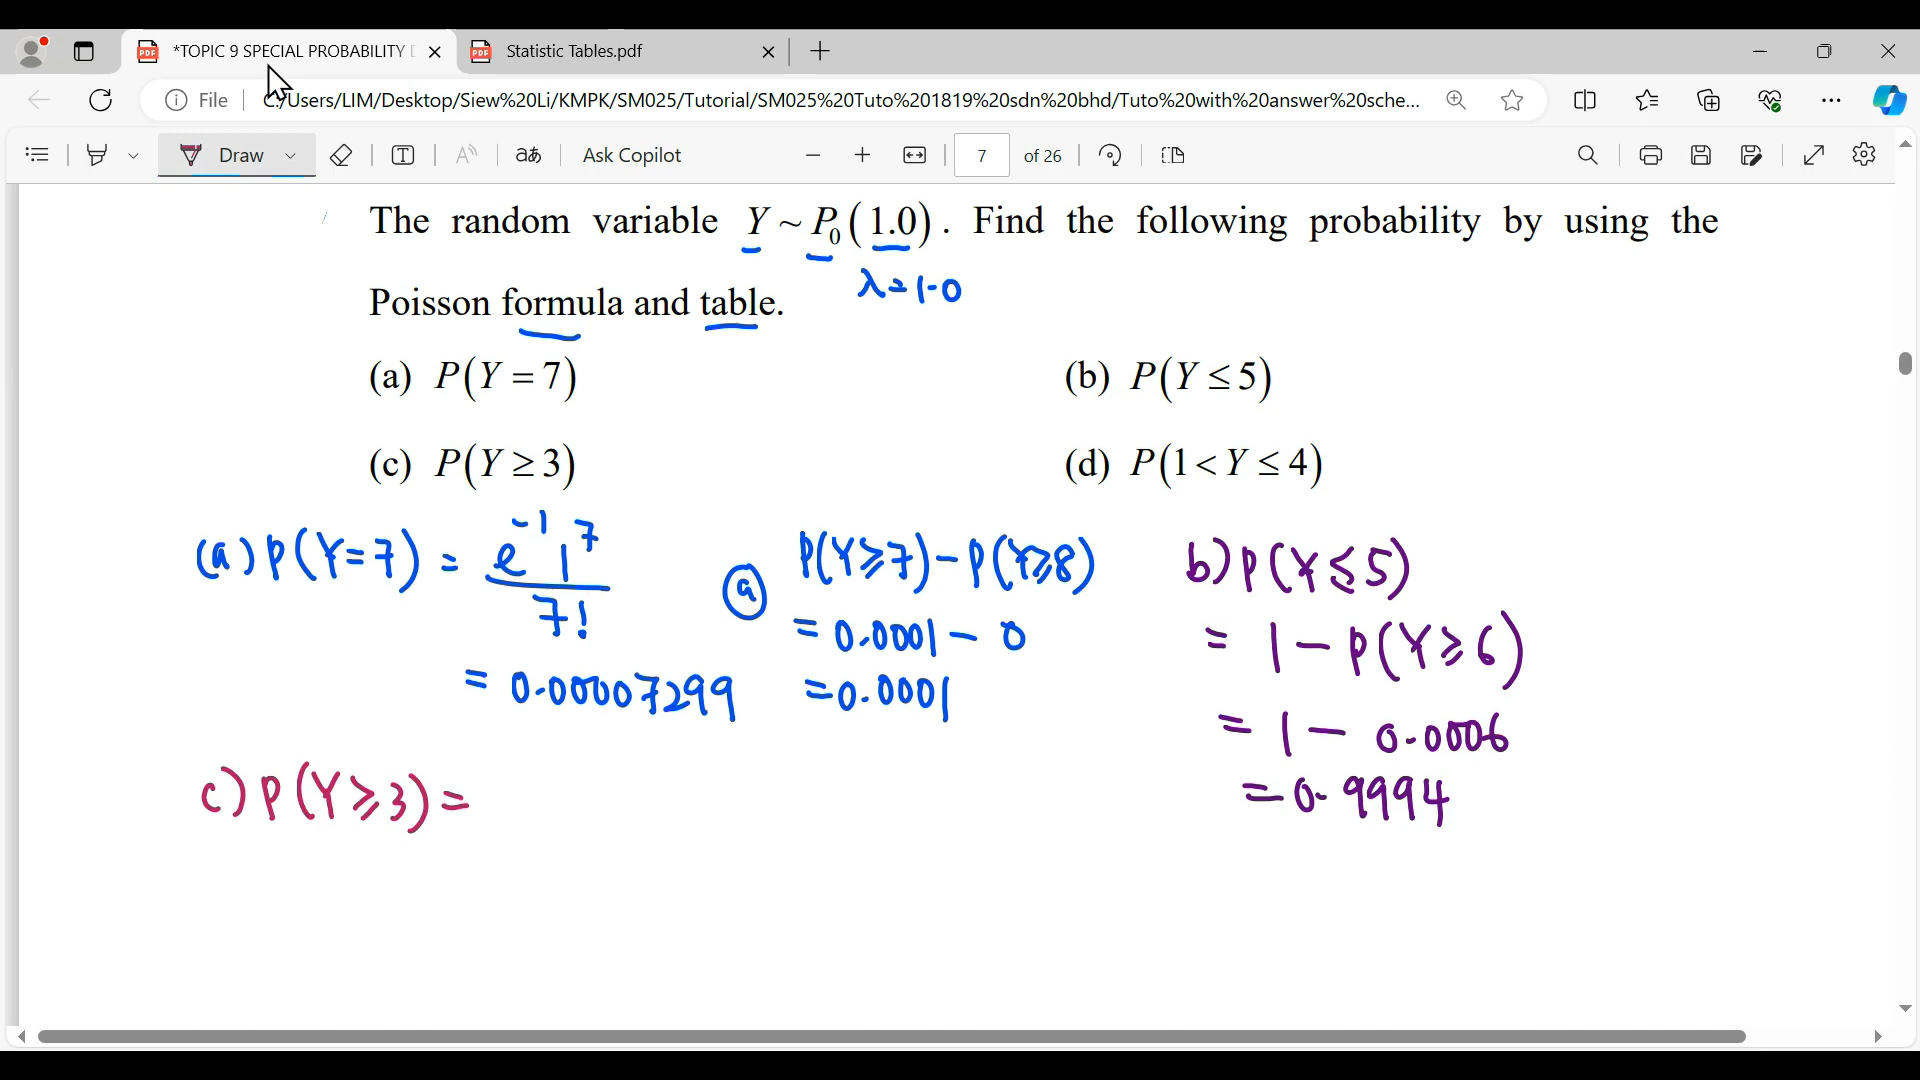 *TOPIC 9 SPECIAL PROBABILITY D
Statistic Tables.pdf
File
C:/Users/LIM/Desktop/Siew%20Li/KMPK/SM025/Tutorial/SM025%20Tuto%201819%20sdn%20bhd/Tuto%20with%20answer%20sche...
Draw
aあ
Ask Copilot
7 of 26
The random variable Y ~ P₀(1.0). Find the following probability by using the
λ=1.0
Poisson formula and table.
(a) P(Y = 7)
(b) P(Y ≤ 5)
(c) P(Y ≥ 3)
(d) P(1 < Y ≤ 4)
(a) P(Y=7) = e⁻¹ 1⁷ / 7!
= 0.00007299
(a) P(Y≥7) - P(Y≥8)
= 0.0001 - 0
= 0.0001
b) P(Y≤5)
= 1 - P(Y≥6)
= 1 - 0.0006
= 0.9994
c) P(Y≥3) =